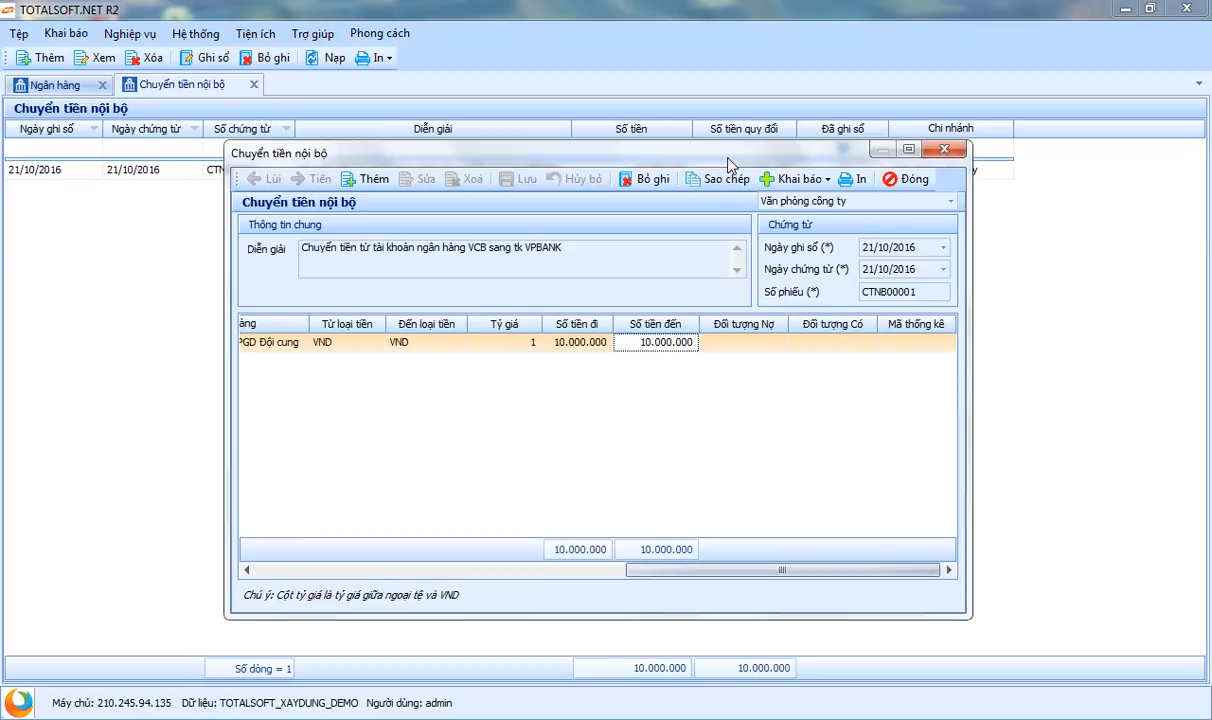 TOTALSOFT.NET R2
Tệp Khai báo Nghiệp vụ Hệ thống Tiện ích Trợ giúp Phong cách
Thêm Xem Xóa Ghi sổ Bỏ ghi Nạp In
Ngân hàng Chuyển tiền nội bộ
Chuyển tiền nội bộ
Ngày ghi sổ Ngày chứng từ Số chứng từ Diễn giải Số tiền Số tiền quy đổi Đã ghi sổ Chi nhánh
21/10/2016 21/10/2016 CTN y
Chuyển tiền nội bộ
Lùi Tiến Thêm Sửa Xoá Lưu Hủy bỏ Bỏ ghi Sao chép Khai báo In Đóng
Chuyển tiền nội bộ Văn phòng công ty
Thông tin chung Chứng từ
Diễn giải Chuyển tiền từ tài khoản ngân hàng VCB sang tk VPBANK Ngày ghi sổ (*) 21/10/2016
Ngày chứng từ (*) 21/10/2016
Số phiếu (*) CTNB00001
àng Từ loại tiền Đến loại tiền Tỷ giá Số tiền đi Số tiền đến Đối tượng Nợ Đối tượng Có Mã thống kê
PGD Đội cung VND VND 1 10.000.000 10.000.000
10.000.000 10.000.000
Chú ý: Cột tỷ giá là tỷ giá giữa ngoại tệ và VND
Số dòng = 1 10.000.000 10.000.000
Máy chủ: 210.245.94.135 Dữ liệu: TOTALSOFT_XAYDUNG_DEMO Người dùng: admin